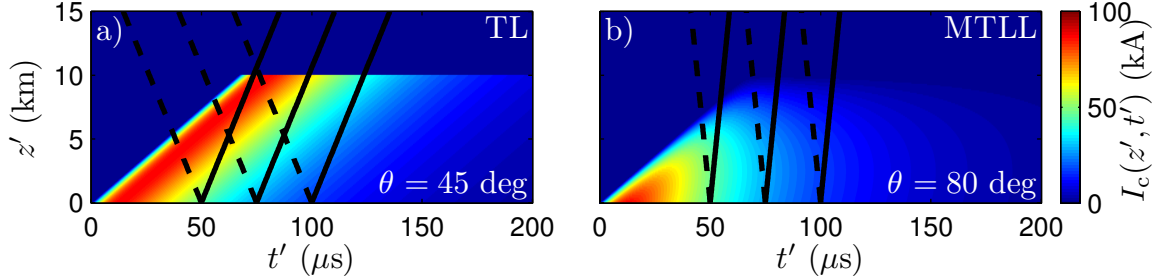 a)
TL
θ = 45 deg
z′ (km)
15
10
5
0
0
50
100
150
200
t′ (μs)
b)
MTLL
θ = 80 deg
0
50
100
150
200
t′ (μs)
100
50
0
I_c(z′, t′) (kA)